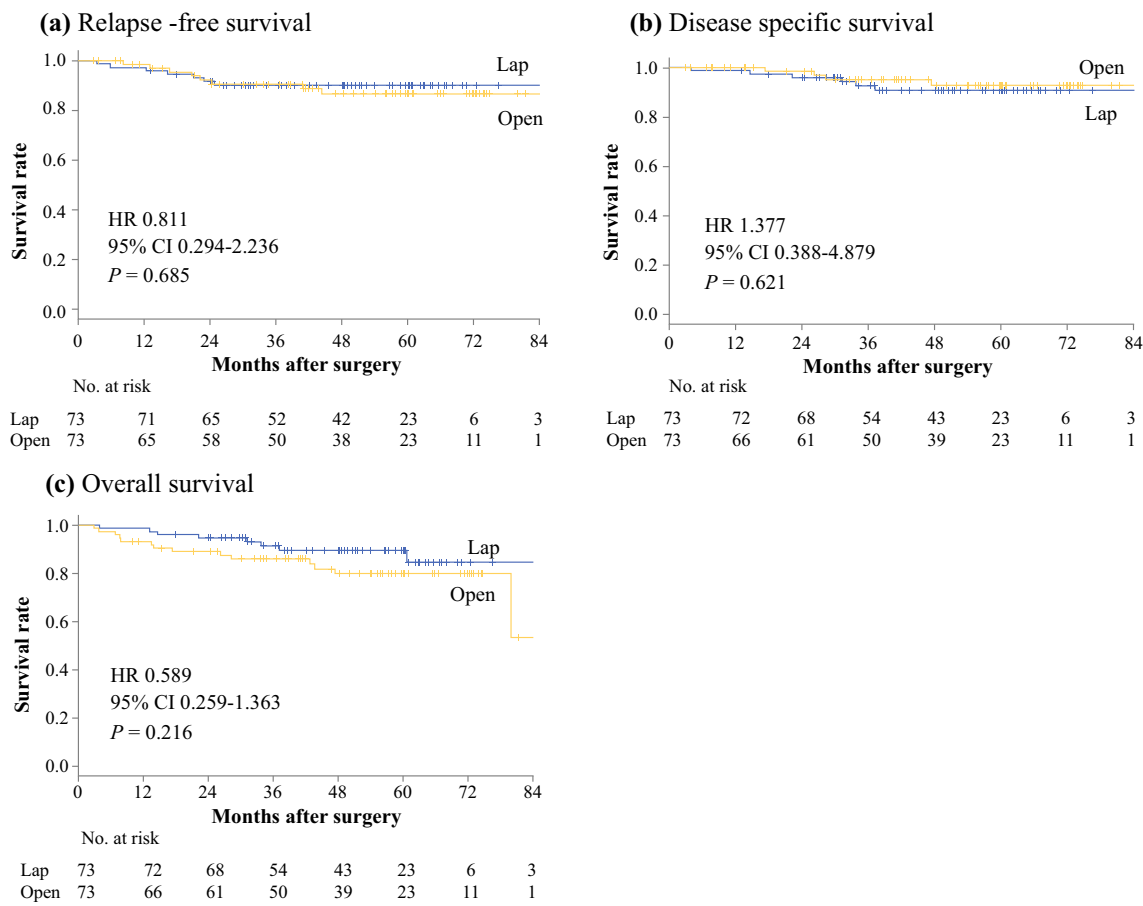 (a) Relapse -free survival
1.0
0.8
0.6
0.4
0.2
0.0
Survival rate
Lap
Open
HR 0.811
95% CI 0.294-2.236
P = 0.685
0 12 24 36 48 60 72 84
Months after surgery
No. at risk
Lap 73 71 65 52 42 23 6 3
Open 73 65 58 50 38 23 11 1
(b) Disease specific survival
1.0
0.8
0.6
0.4
0.2
0.0
Survival rate
Open
Lap
HR 1.377
95% CI 0.388-4.879
P = 0.621
0 12 24 36 48 60 72 84
Months after surgery
No. at risk
Lap 73 72 68 54 43 23 6 3
Open 73 66 61 50 39 23 11 1
(c) Overall survival
1.0
0.8
0.6
0.4
0.2
0.0
Survival rate
Lap
Open
HR 0.589
95% CI 0.259-1.363
P = 0.216
0 12 24 36 48 60 72 84
Months after surgery
No. at risk
Lap 73 72 68 54 43 23 6 3
Open 73 66 61 50 39 23 11 1